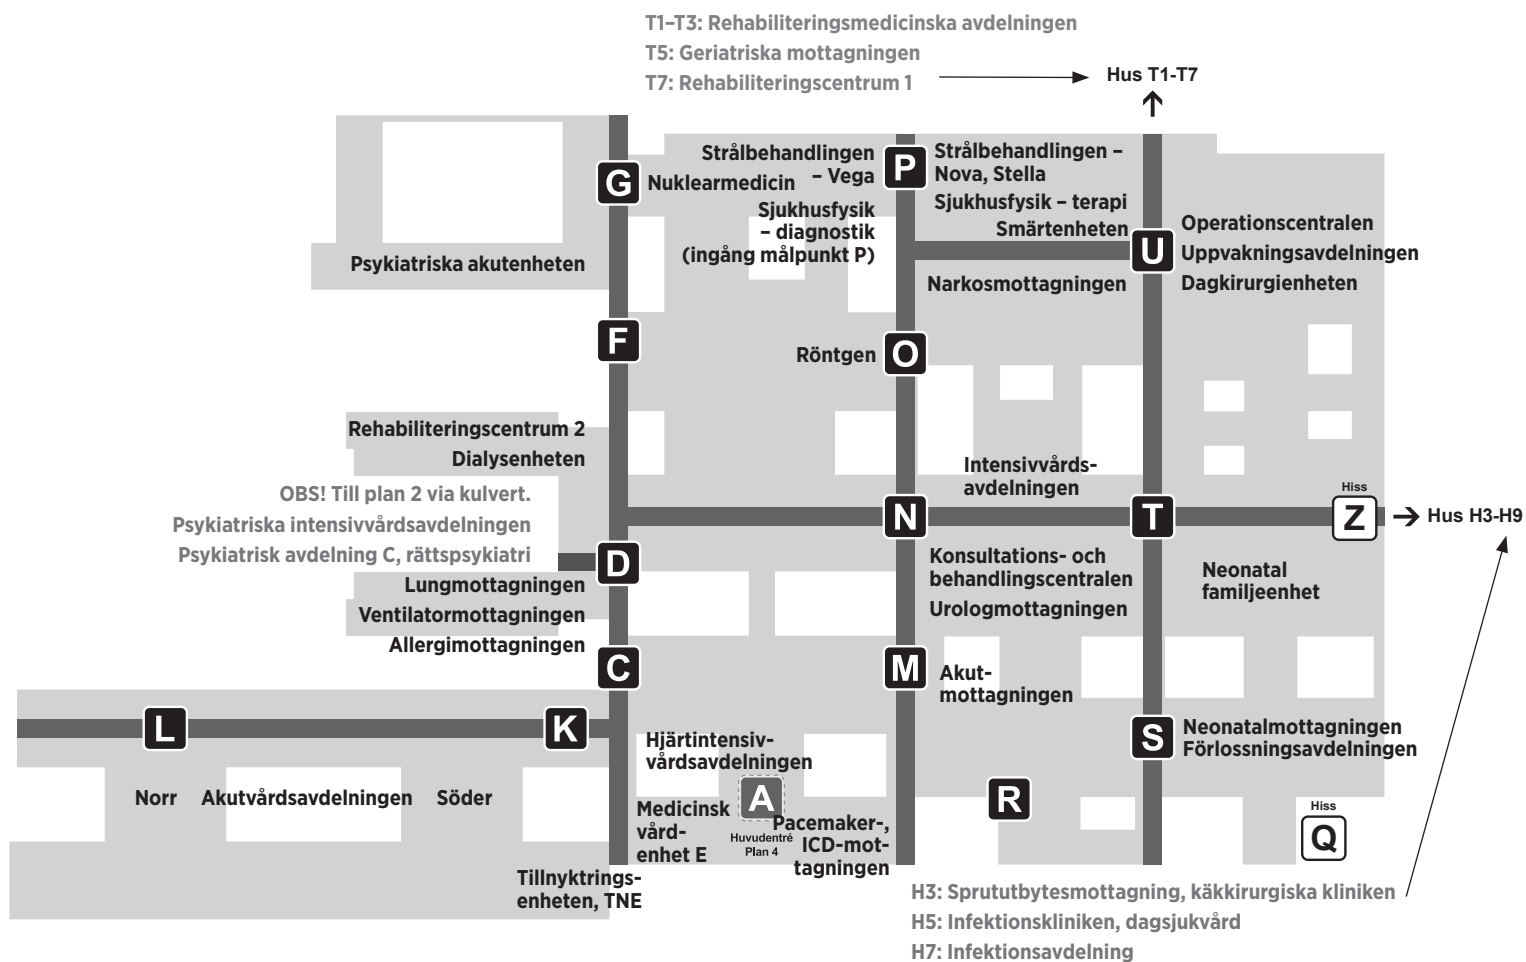 T1–T3: Rehabiliteringsmedicinska avdelningen
T5: Geriatriska mottagningen
T7: Rehabiliteringscentrum 1
Hus T1-T7
G
Nuklearmedicin
Strålbehandlingen
– Vega
P
Strålbehandlingen –
Nova, Stella
Sjukhusfysik – terapi
Smärtenheten
Sjukhusfysik
– diagnostik
(ingång målpunkt P)
U
Operationscentralen
Uppvakningsavdelningen
Dagkirurgienheten
Psykiatriska akutenheten
Narkosmottagningen
F
Röntgen
O
Rehabiliteringscentrum 2
Dialysenheten
OBS! Till plan 2 via kulvert.
Psykiatriska intensivvårdsavdelningen
Psykiatrisk avdelning C, rättspsykiatri
Intensivvårds-
avdelningen
N
T
Hiss
Z
Hus H3-H9
D
Lungmottagningen
Ventilatormottagningen
Allergimottagningen
Konsultations- och
behandlingscentralen
Urologmottagningen
Neonatal
familjeenhet
C
M
Akut-
mottagningen
L
K
Hjärtintensiv-
vårdsavdelningen
S
Neonatalmottagningen
Förlossningsavdelningen
Norr
Akutvårdsavdelningen
Söder
Medicinsk
vård-
enhet E
A
Huvudentré
Plan 4
Pacemaker-,
ICD-mot-
tagningen
R
Hiss
Q
Tillnyktrings-
enheten, TNE
H3: Sprututbytesmottagning, käkkirurgiska kliniken
H5: Infektionskliniken, dagsjukvård
H7: Infektionsavdelning